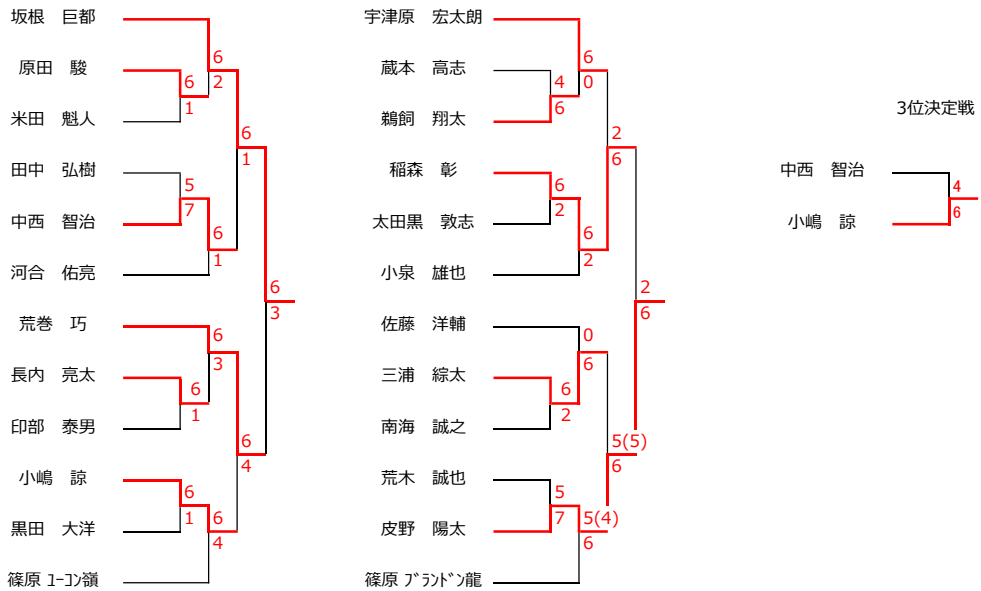 坂根　巨都
6
原田　駿
6
2
1
米田　魁人
6
1
田中　弘樹
5
7
中西　智治
6
1
河合　佑亮
6
3
荒巻　巧
6
3
長内　亮太
6
1
印部　泰男
6
4
小嶋　諒
6
1
6
黒田　大洋
4
篠原 ﾕｰｺﾝ嶺
宇津原　宏太朗
6
0
蔵本　高志
4
6
鵜飼　翔太
2
6
稲森　彰
6
2
太田黒　敦志
6
2
小泉　雄也
2
6
佐藤　洋輔
0
6
三浦　綜太
6
2
南海　誠之
5(5)
6
荒木　誠也
5
7
皮野　陽太
5(4)
6
篠原 ﾌﾞﾗﾝﾄﾞﾝ龍
3位決定戦
中西　智治
4
6
小嶋　諒